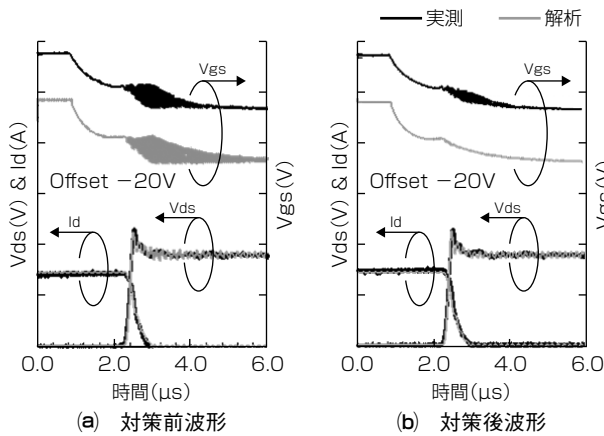 実測 解析
Vds(V) & Id(A)
Vgs
Offset −20V
Id
Vds
Vgs(V)
0.0 2.0 4.0 6.0
時間(μs)
(a) 対策前波形
Vds(V) & Id(A)
Vgs
Offset −20V
Id
Vds
Vgs(V)
0.0 2.0 4.0 6.0
時間(μs)
(b) 対策後波形